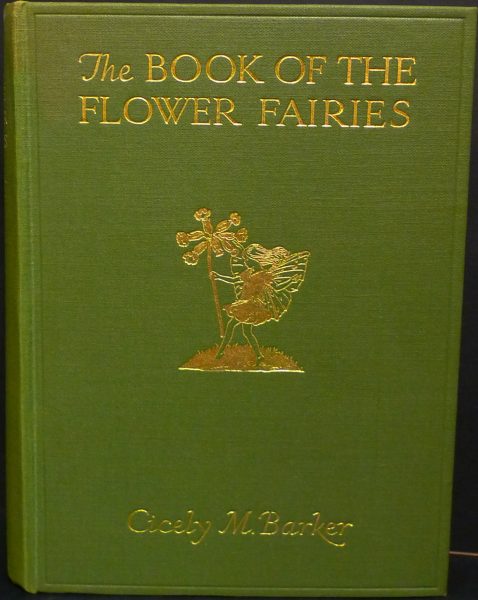 The BOOK OF THE
FLOWER FAIRIES
Cicely M. Barker